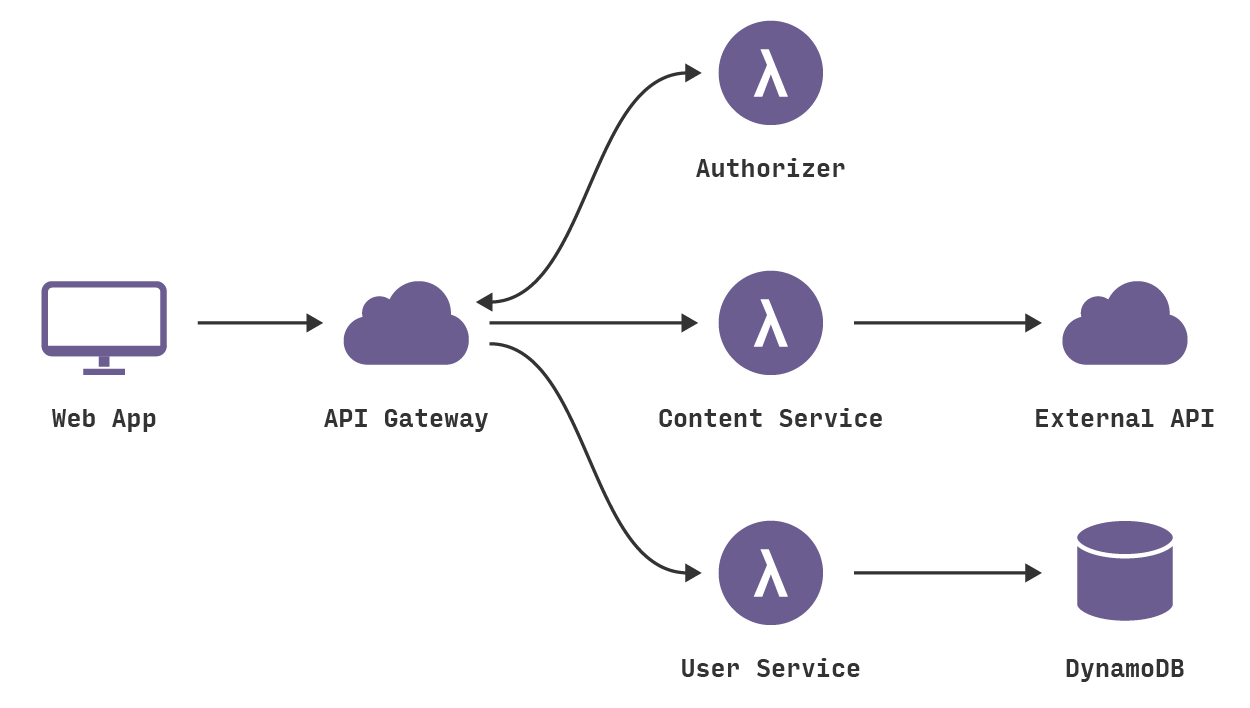 λ
Authorizer
Web App
API Gateway
λ
Content Service
External API
λ
User Service
DynamoDB